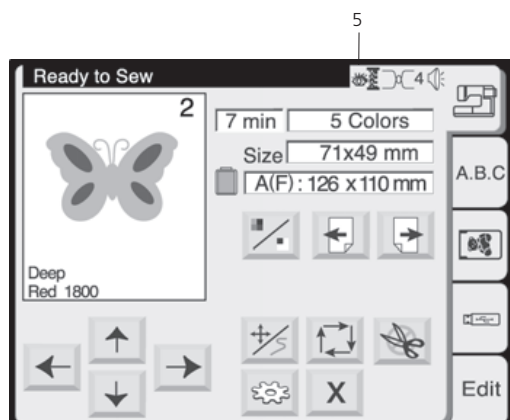 5
Ready to Sew
4
2
7 min
5 Colors
Size
71x49 mm
A(F) : 126 x 110 mm
A.B.C
Deep
Red 1800
X
Edit